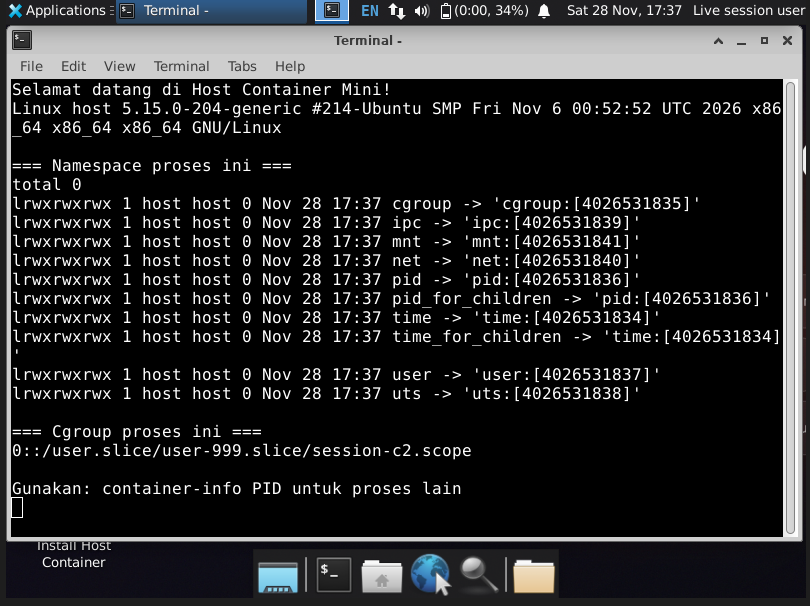 Applications Terminal - EN (0:00, 34%) Sat 28 Nov, 17:37 Live session user
Terminal -
File Edit View Terminal Tabs Help
Selamat datang di Host Container Mini!
Linux host 5.15.0-204-generic #214-Ubuntu SMP Fri Nov 6 00:52:52 UTC 2026 x86
_64 x86_64 x86_64 GNU/Linux
=== Namespace proses ini ===
total 0
lrwxrwxrwx 1 host host 0 Nov 28 17:37 cgroup -> 'cgroup:[4026531835]'
lrwxrwxrwx 1 host host 0 Nov 28 17:37 ipc -> 'ipc:[4026531839]'
lrwxrwxrwx 1 host host 0 Nov 28 17:37 mnt -> 'mnt:[4026531841]'
lrwxrwxrwx 1 host host 0 Nov 28 17:37 net -> 'net:[4026531840]'
lrwxrwxrwx 1 host host 0 Nov 28 17:37 pid -> 'pid:[4026531836]'
lrwxrwxrwx 1 host host 0 Nov 28 17:37 pid_for_children -> 'pid:[4026531836]'
lrwxrwxrwx 1 host host 0 Nov 28 17:37 time -> 'time:[4026531834]'
lrwxrwxrwx 1 host host 0 Nov 28 17:37 time_for_children -> 'time:[4026531834]
'
lrwxrwxrwx 1 host host 0 Nov 28 17:37 user -> 'user:[4026531837]'
lrwxrwxrwx 1 host host 0 Nov 28 17:37 uts -> 'uts:[4026531838]'
=== Cgroup proses ini ===
0::/user.slice/user-999.slice/session-c2.scope
Gunakan: container-info PID untuk proses lain
Install Host
Container